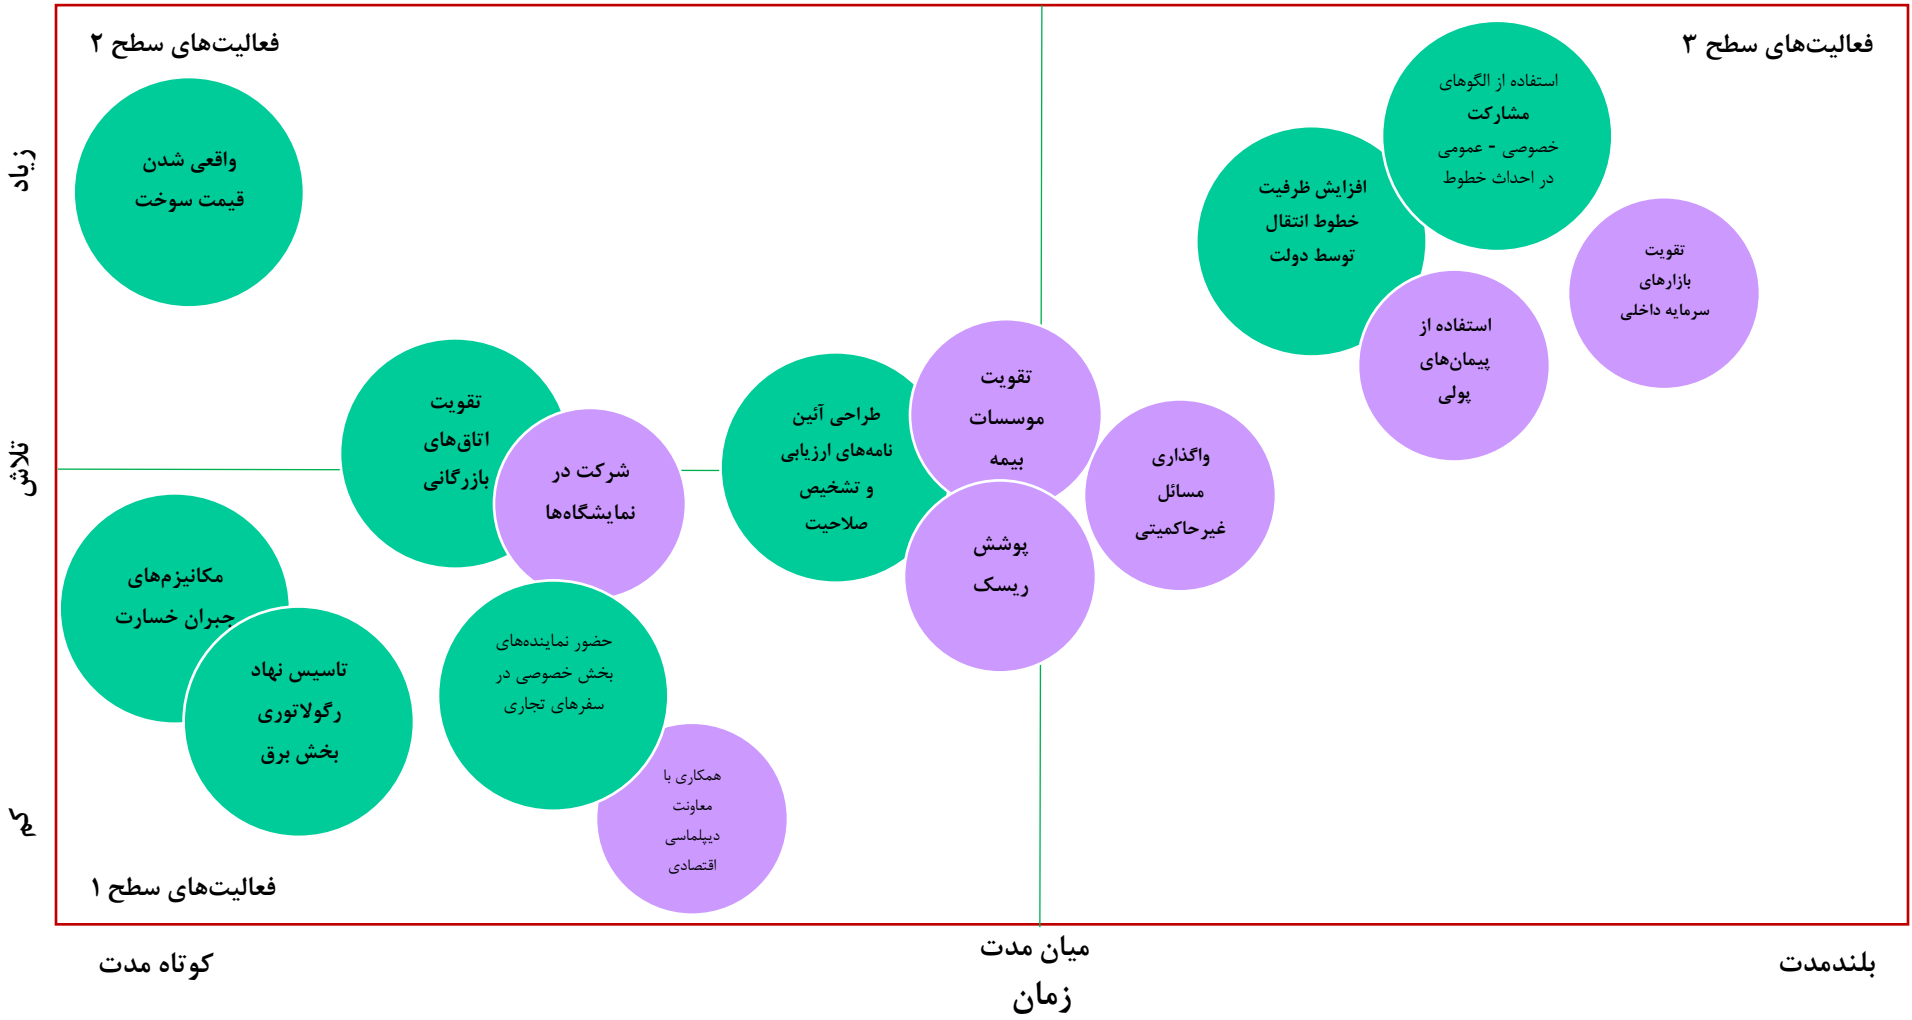 فعالیت‌های سطح ۳
فعالیت‌های سطح ۲
استفاده از الگوهای
مشارکت
خصوصی - عمومی
در احداث خطوط
افزایش ظرفیت
خطوط انتقال
توسط دولت
تقویت
بازارهای
سرمایه داخلی
استفاده از
پیمان‌های
پولی
واقعی شدن
قیمت سوخت
زیاد
تلاش
کم
تقویت
موسسات
بیمه
واگذاری
مسائل
غیرحاکمیتی
پوشش
ریسک
طراحی آئین
نامه‌های ارزیابی
و تشخیص
صلاحیت
تقویت
اتاق‌های
بازرگانی
شرکت در
نمایشگاه‌ها
مکانیزم‌های
جبران خسارت
تاسیس نهاد
رگولاتوری
بخش برق
حضور نماینده‌های
بخش خصوصی در
سفرهای تجاری
همکاری با
معاونت
دیپلماسی
اقتصادی
فعالیت‌های سطح ۱
بلندمدت
میان مدت
کوتاه مدت
زمان